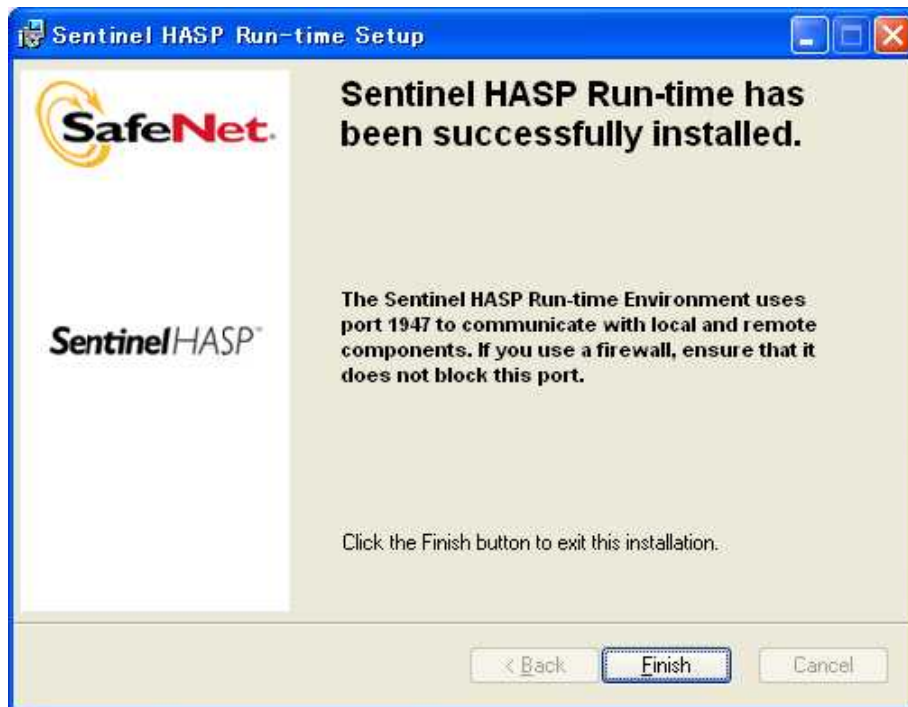 Sentinel HASP Run-time Setup
SafeNet.
Sentinel HASP Run-time has
been successfully installed.
The Sentinel HASP Run-time Environment uses
port 1947 to communicate with local and remote
components. If you use a firewall, ensure that it
does not block this port.
SentinelHASP™
Click the Finish button to exit this installation.
< Back
Finish
Cancel